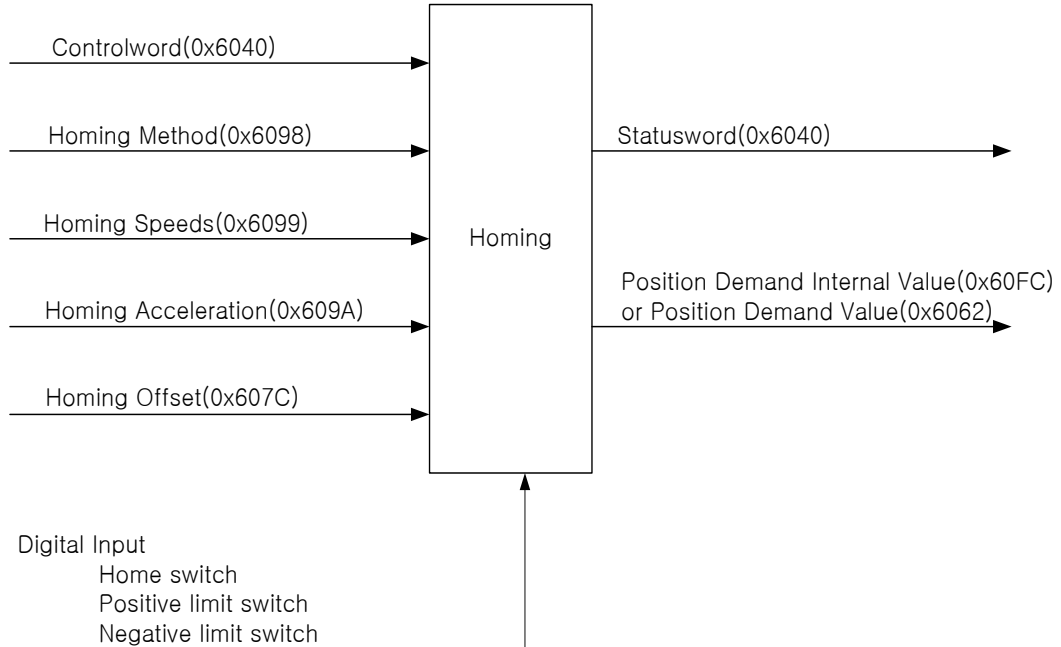 Controlword(0x6040)
Homing Method(0x6098)
Homing Speeds(0x6099)
Homing Acceleration(0x609A)
Homing Offset(0x607C)
Homing
Statusword(0x6040)
Position Demand Internal Value(0x60FC)
or Position Demand Value(0x6062)
Digital Input
Home switch
Positive limit switch
Negative limit switch